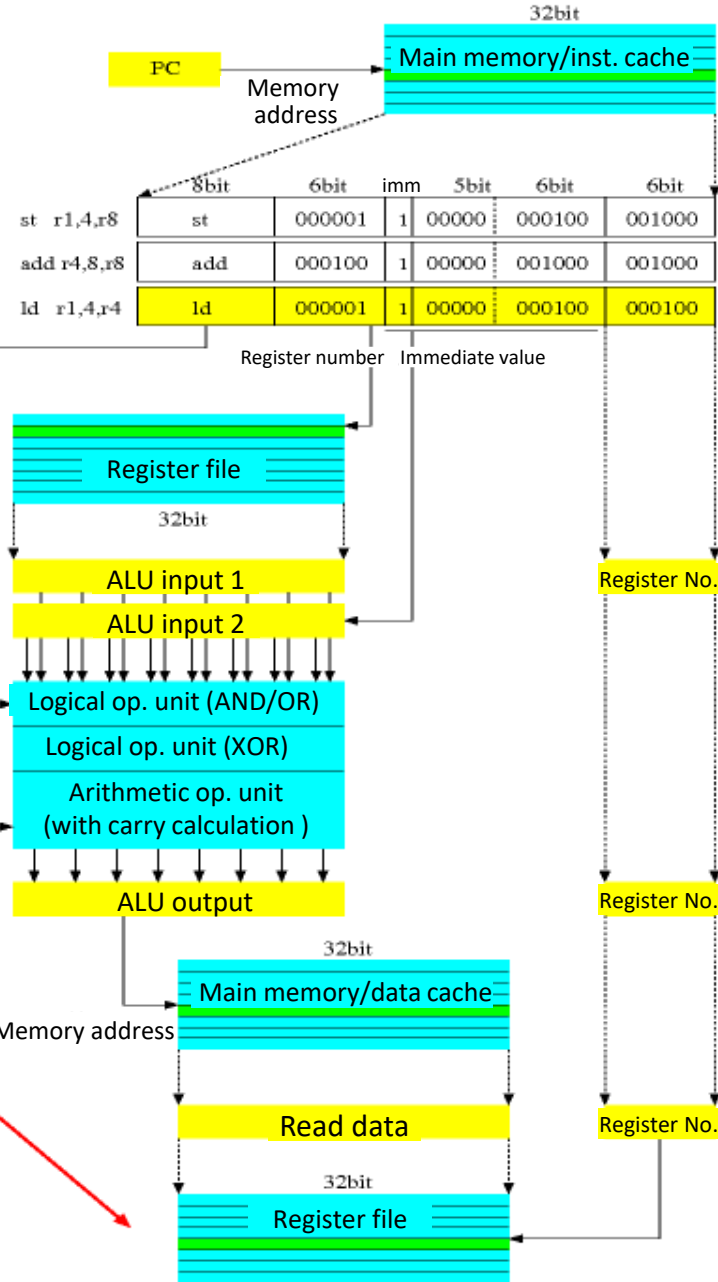 32bit
PC
Main memory/inst. cache
Memory
address
8bit 6bit imm 5bit 6bit 6bit
st r1,4,r8 st 000001 1 00000 000100 001000
add r4,8,r8 add 000100 1 00000 001000 001000
ld r1,4,r4 ld 000001 1 00000 000100 000100
Register number Immediate value
Register file
32bit
ALU input 1
Register No.
ALU input 2
Logical op. unit (AND/OR)
Logical op. unit (XOR)
Arithmetic op. unit
(with carry calculation )
ALU output
Register No.
32bit
Main memory/data cache
Memory address
Read data
Register No.
32bit
Register file